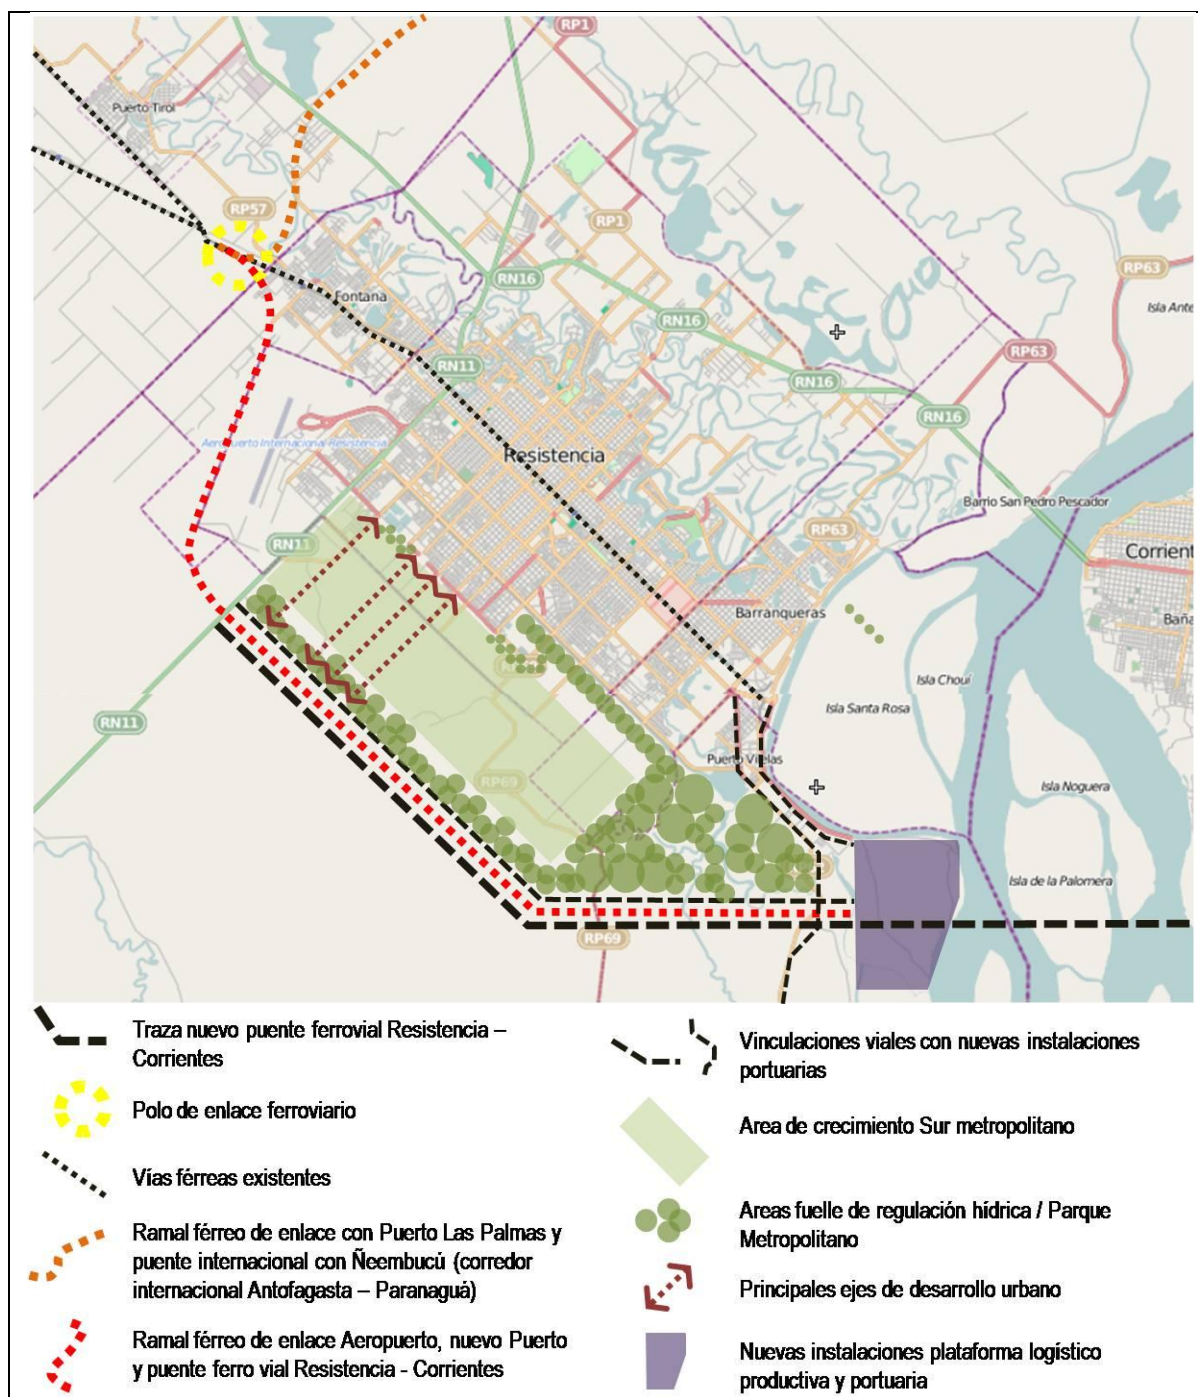 RP1
Puerto Tirol
RP57
RP1
RP63
Isla Ante
RN16
Fontana
RN16
RP63
RN11
RN16
RN16
Aeropuerto Internacional Resistencia
Resistencia
Barrio San Pedro Pescador
RP63
RN11
Corrient
Barranqueras
Baña
Isla Chouí
Isla Santa Rosa
RN11
Puerto Vilelas
RP69
Isla Noguera
Isla de la Palomera
RP69
Traza nuevo puente ferrovial Resistencia –
Corrientes
Polo de enlace ferroviario
Vías férreas existentes
Ramal férreo de enlace con Puerto Las Palmas y
puente internacional con Ñeembucú (corredor
internacional Antofagasta – Paranaguá)
Ramal férreo de enlace Aeropuerto, nuevo Puerto
y puente ferro vial Resistencia - Corrientes
Vinculaciones viales con nuevas instalaciones
portuarias
Area de crecimiento Sur metropolitano
Areas fuelle de regulación hídrica / Parque
Metropolitano
Principales ejes de desarrollo urbano
Nuevas instalaciones plataforma logístico
productiva y portuaria